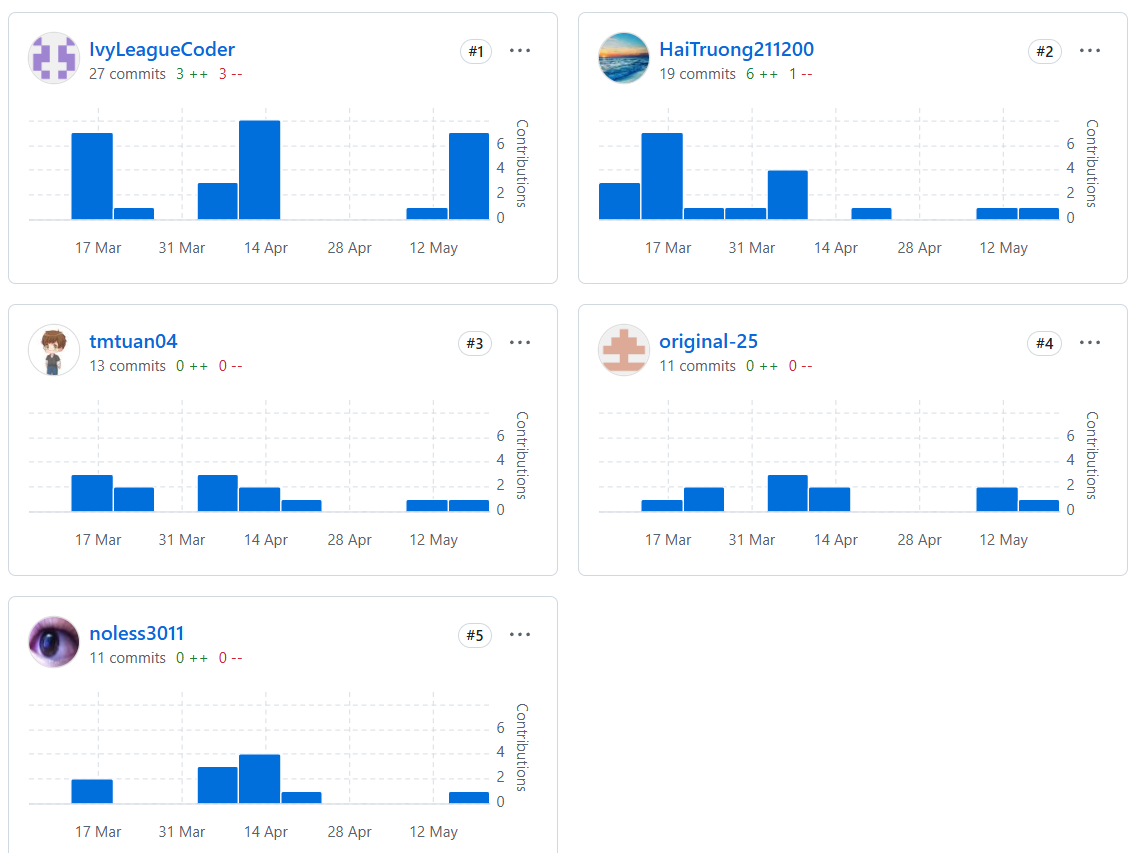 IvyLeagueCoder #1
27 commits 3 ++ 3 --
6
4
2
0
Contributions
17 Mar 31 Mar 14 Apr 28 Apr 12 May
HaiTruong211200 #2
19 commits 6 ++ 1 --
6
4
2
0
Contributions
17 Mar 31 Mar 14 Apr 28 Apr 12 May
tmtuan04 #3
13 commits 0 ++ 0 --
6
4
2
0
Contributions
17 Mar 31 Mar 14 Apr 28 Apr 12 May
original-25 #4
11 commits 0 ++ 0 --
6
4
2
0
Contributions
17 Mar 31 Mar 14 Apr 28 Apr 12 May
noless3011 #5
11 commits 0 ++ 0 --
6
4
2
0
Contributions
17 Mar 31 Mar 14 Apr 28 Apr 12 May